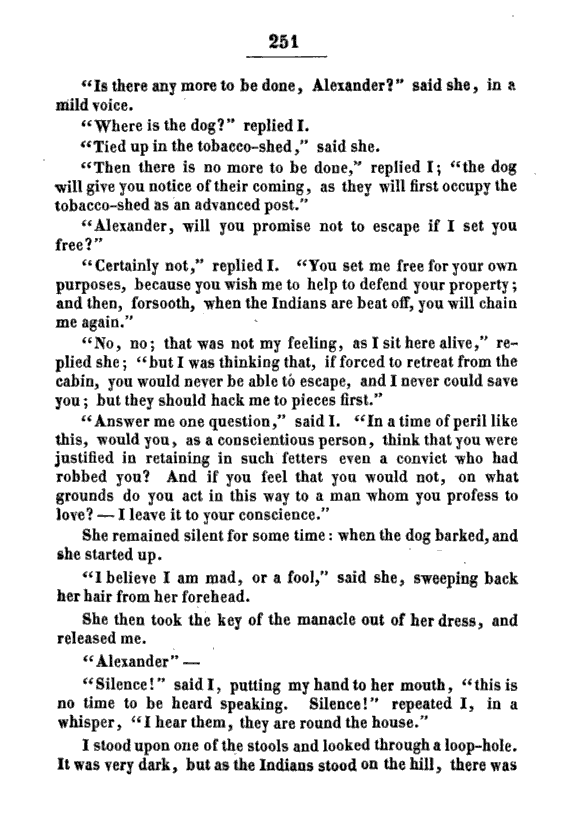 251
“Is there any more to be done, Alexander?” said she, in a
mild voice.
“Where is the dog?” replied I.
“Tied up in the tobacco-shed,” said she.
“Then there is no more to be done,” replied I; “the dog
will give you notice of their coming, as they will first occupy the
tobacco-shed as an advanced post.”
“Alexander, will you promise not to escape if I set you
free?”
“Certainly not,” replied I. “You set me free for your own
purposes, because you wish me to help to defend your property;
and then, forsooth, when the Indians are beat off, you will chain
me again.”
“No, no; that was not my feeling, as I sit here alive,” re-
plied she; “but I was thinking that, if forced to retreat from the
cabin, you would never be able to escape, and I never could save
you; but they should hack me to pieces first.”
“Answer me one question,” said I. “In a time of peril like
this, would you, as a conscientious person, think that you were
justified in retaining in such fetters even a convict who had
robbed you? And if you feel that you would not, on what
grounds do you act in this way to a man whom you profess to
love? — I leave it to your conscience.”
She remained silent for some time: when the dog barked, and
she started up.
“I believe I am mad, or a fool,” said she, sweeping back
her hair from her forehead.
She then took the key of the manacle out of her dress, and
released me.
“Alexander” —
“Silence!” said I, putting my hand to her mouth, “this is
no time to be heard speaking. Silence!” repeated I, in a
whisper, “I hear them, they are round the house.”
I stood upon one of the stools and looked through a loop-hole.
It was very dark, but as the Indians stood on the hill, there was